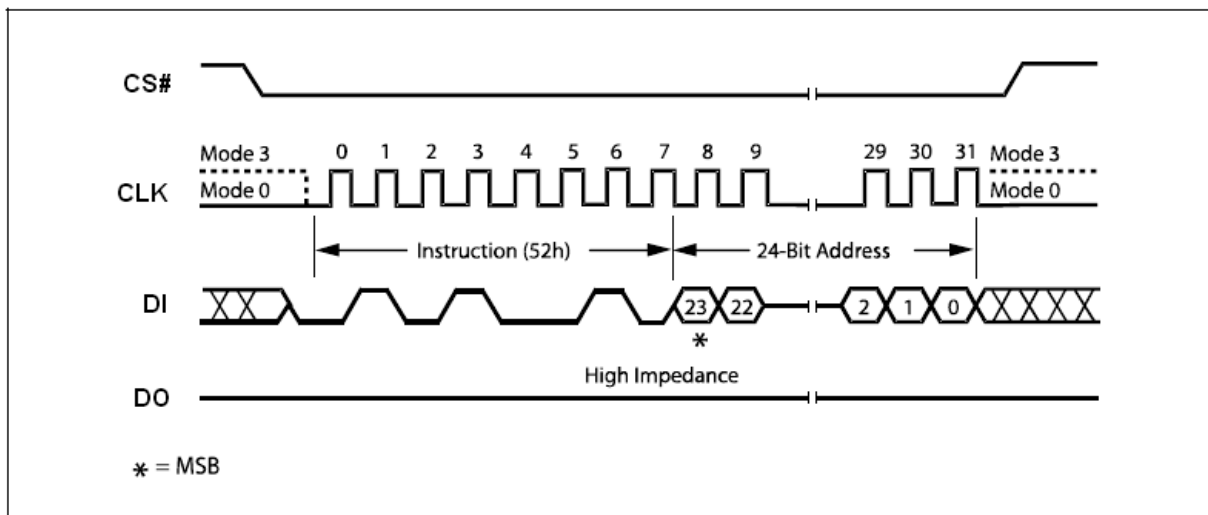 CS#
Mode 3 0 1 2 3 4 5 6 7 8 9 29 30 31 Mode 3
CLK Mode 0 Mode 0
Instruction (52h) 24-Bit Address
DI 23 22 2 1 0
*
High Impedance
DO
* = MSB